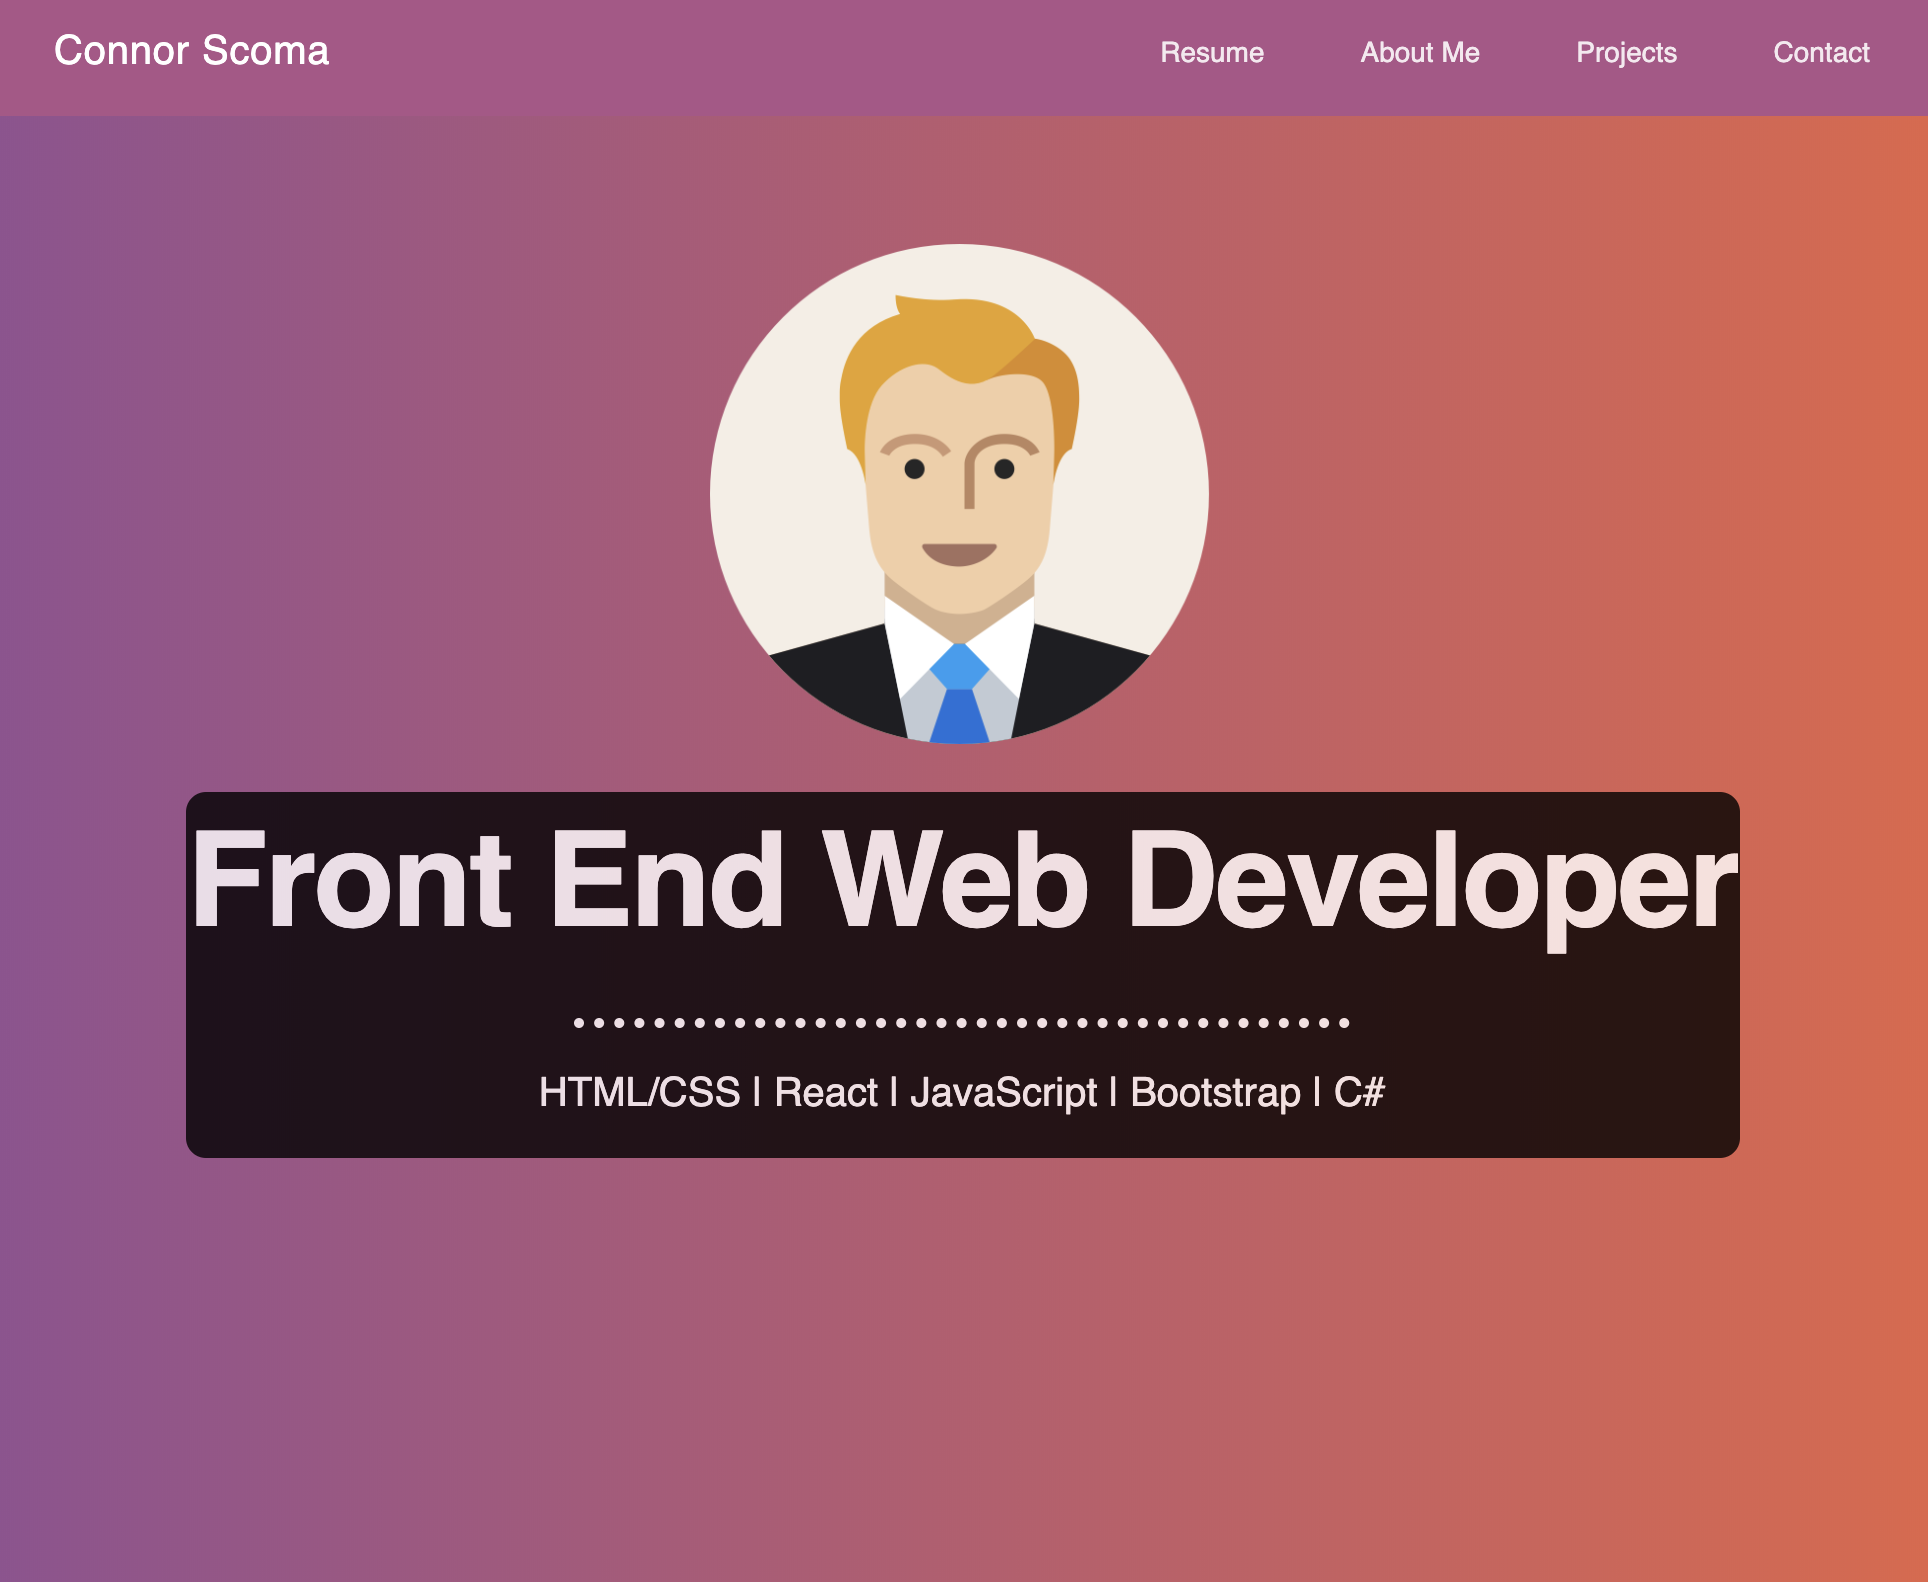 Connor Scoma
Resume About Me Projects Contact
Front End Web Developer
HTML/CSS | React | JavaScript | Bootstrap | C#